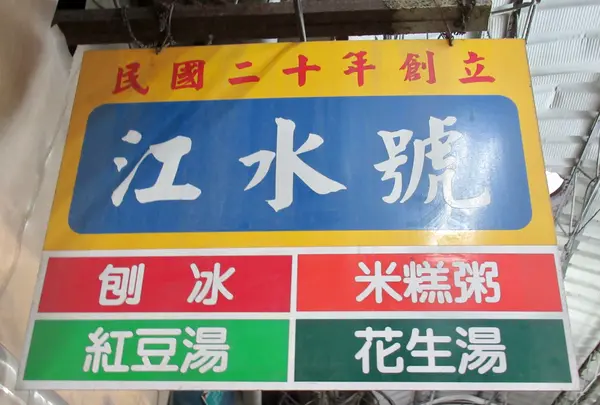 民國二十年創立
江水號
刨冰
米糕粥
紅豆湯
花生湯